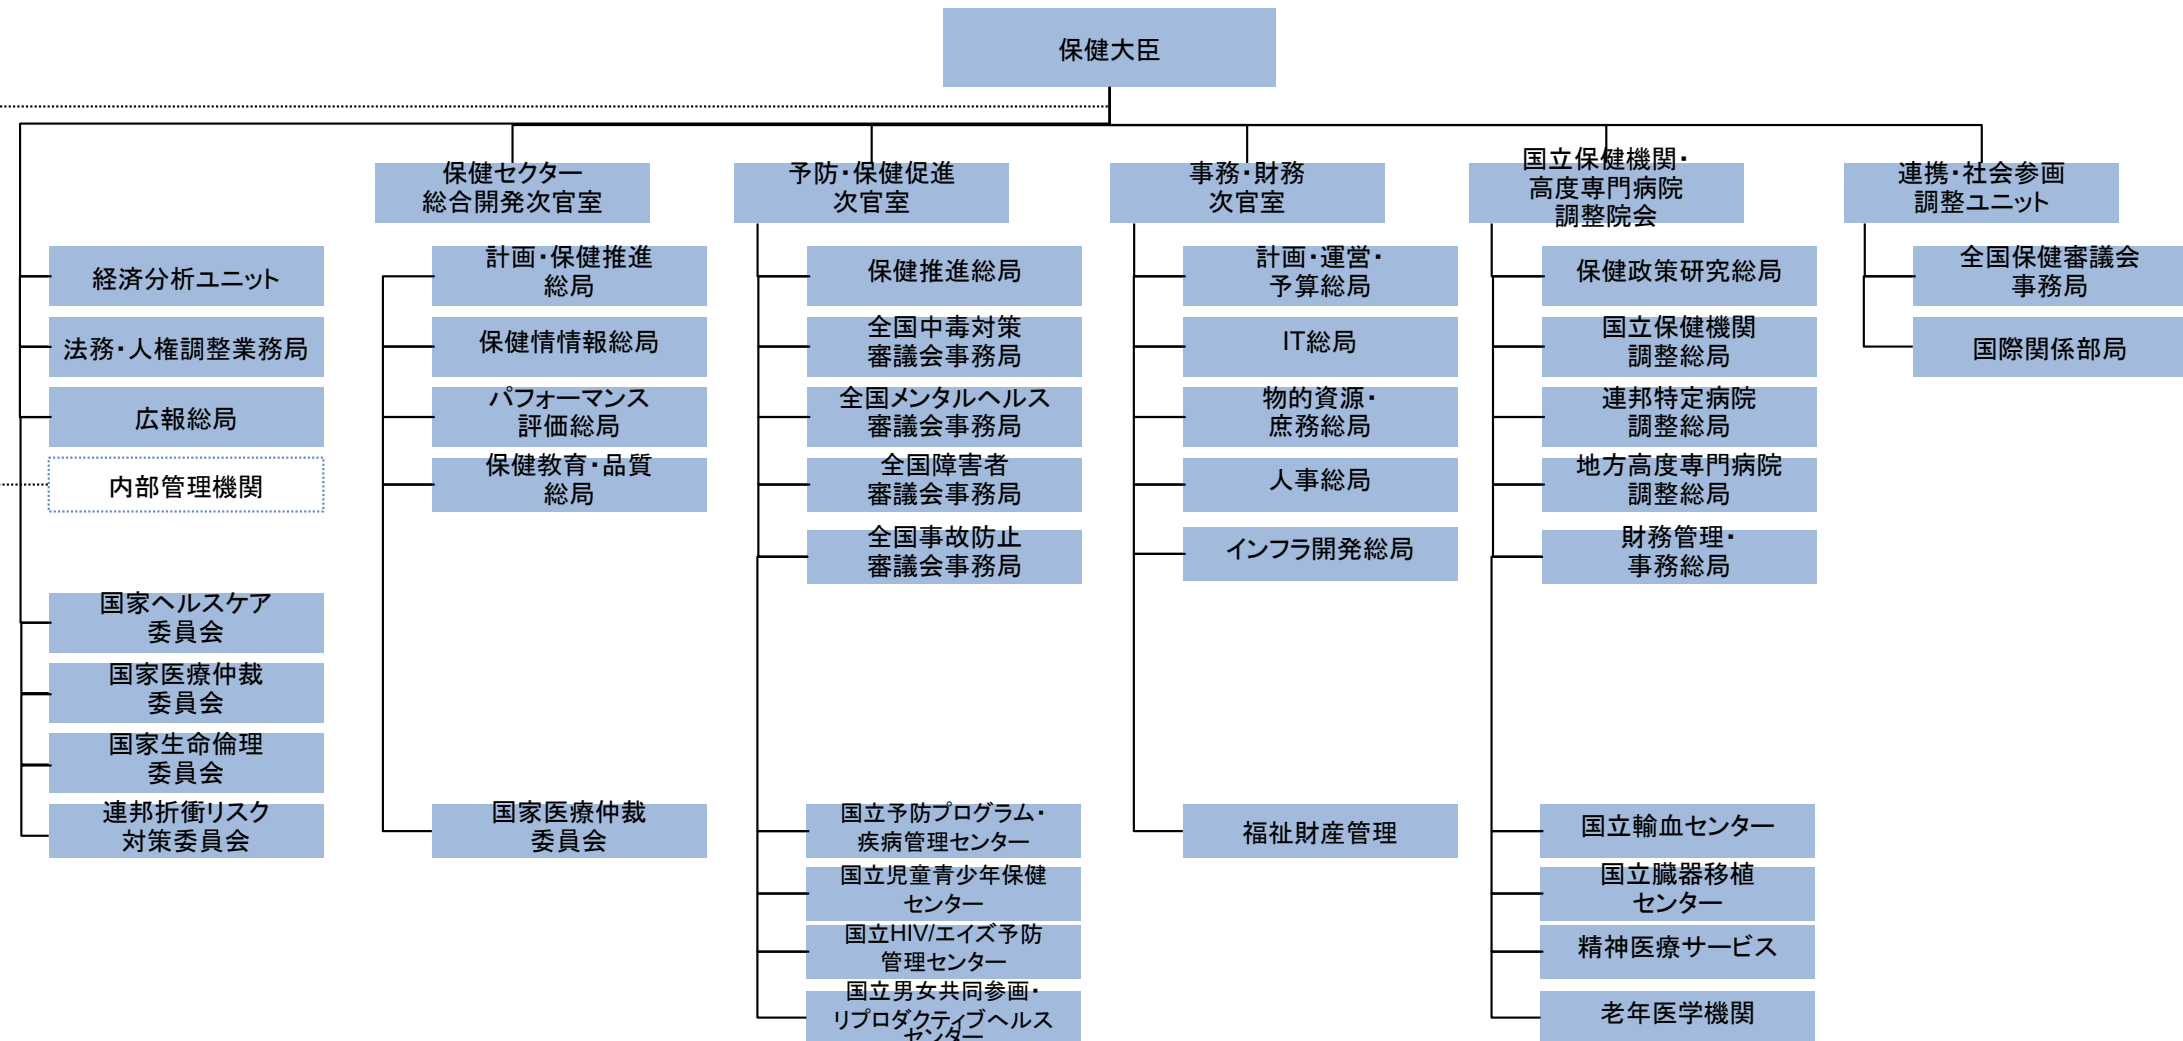 保健大臣
保健セクター
総合開発次官室
予防・保健促進
次官室
事務・財務
次官室
国立保健機関・
高度専門病院
調整院会
連携・社会参画
調整ユニット
経済分析ユニット
法務・人権調整業務局
広報総局
内部管理機関
国家ヘルスケア
委員会
国家医療仲裁
委員会
国家生命倫理
委員会
連邦折衝リスク
対策委員会
計画・保健推進
総局
保健情情報総局
パフォーマンス
評価総局
保健教育・品質
総局
国家医療仲裁
委員会
保健推進総局
全国中毒対策
審議会事務局
全国メンタルヘルス
審議会事務局
全国障害者
審議会事務局
全国事故防止
審議会事務局
国立予防プログラム・
疾病管理センター
国立児童青少年保健
センター
国立HIV/エイズ予防
管理センター
国立男女共同参画・
リプロダクティブヘルス
センター
計画・運営・
予算総局
IT総局
物的資源・
庶務総局
人事総局
インフラ開発総局
福祉財産管理
保健政策研究総局
国立保健機関
調整総局
連邦特定病院
調整総局
地方高度専門病院
調整総局
財務管理・
事務総局
国立輸血センター
国立臓器移植
センター
精神医療サービス
老年医学機関
全国保健審議会
事務局
国際関係部局